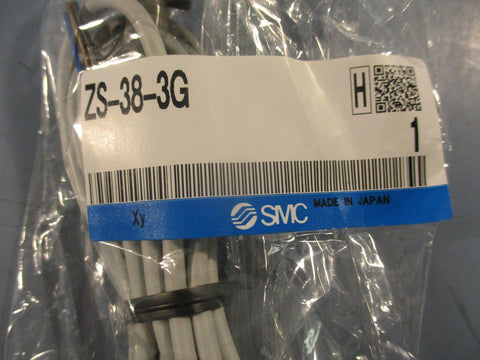 ZS-38-3G
H
1
Xy
SMC
MADE IN JAPAN